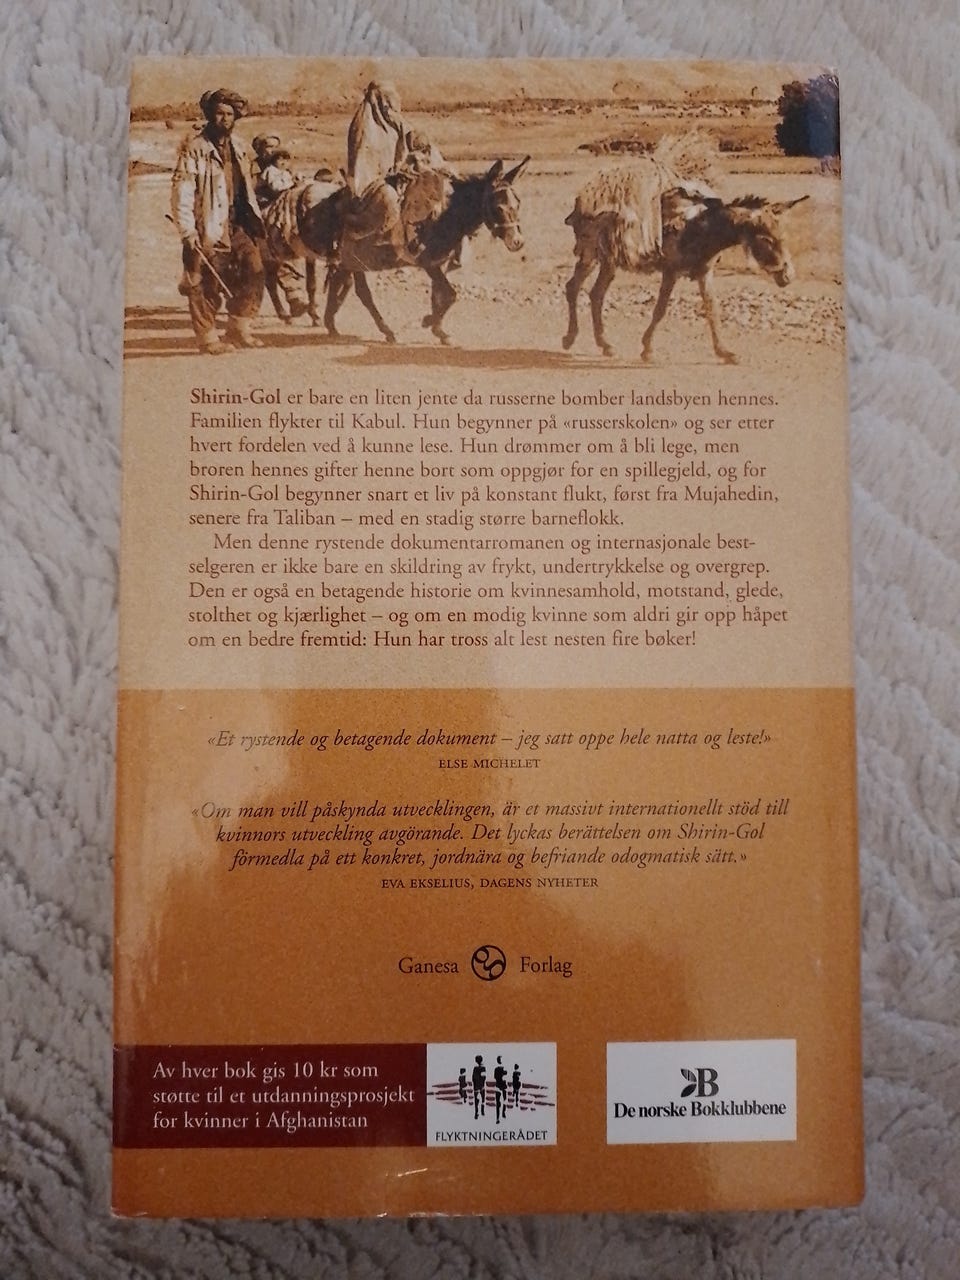 Shirin-Gol er bare en liten jente da russerne bomber landsbyen hennes.
Familien flykter til Kabul. Hun begynner på «russerskolen» og ser etter
hvert fordelen ved å kunne lese. Hun drømmer om å bli lege, men
broren hennes gifter henne bort som oppgjør for en spillegjeld, og for
Shirin-Gol begynner snart et liv på konstant flukt, først fra Mujahedin,
senere fra Taliban – med en stadig større barneflokk.
Men denne rystende dokumentarromanen og internasjonale best-
selgeren er ikke bare en skildring av frykt, undertrykkelse og overgrep.
Den er også en betagende historie om kvinnesamhold, motstand, glede,
stolthet og kjærlighet – og om en modig kvinne som aldri gir opp håpet
om en bedre fremtid: Hun har tross alt lest nesten fire bøker!
«Et rystende og betagende dokument – jeg satt oppe hele natta og leste!»
ELSE MICHELET
«Om man vill påskynda utvecklingen, är et massivt internationellt stöd till
kvinnors utveckling avgörande. Det lyckas berättelsen om Shirin-Gol
förmedla på ett konkret, jordnära og befriande odogmatisk sätt.»
EVA EKSELIUS, DAGENS NYHETER
Ganesa Forlag
Av hver bok gis 10 kr som
støtte til et utdanningsprosjekt
for kvinner i Afghanistan
FLYKTNINGERÅDET
B
De norske Bokklubbene